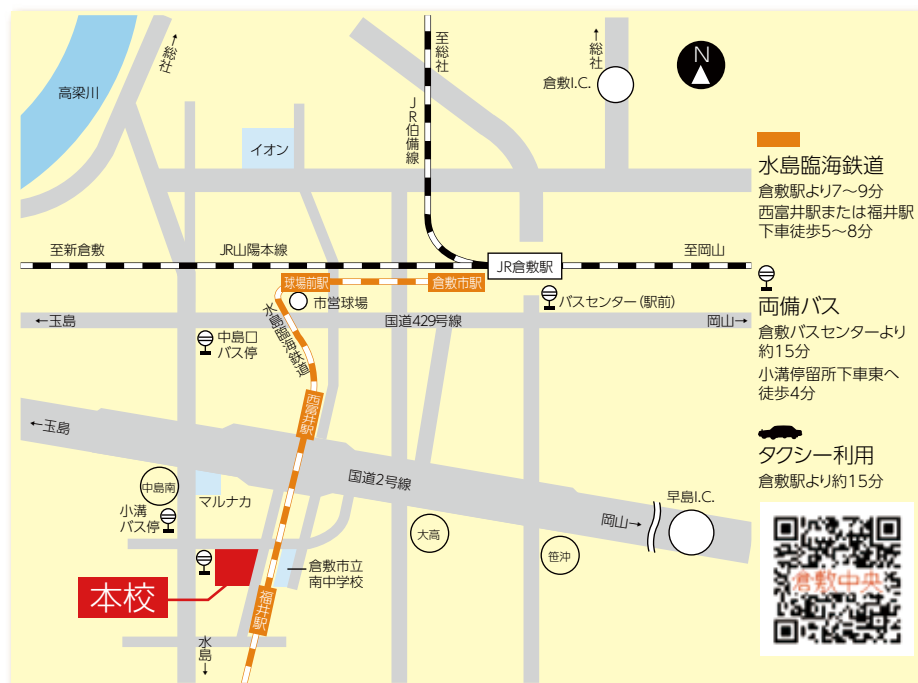 ↑総社
至総社
↑総社
N
高梁川
倉敷I.C.
JR伯備線
イオン
水島臨海鉄道
倉敷駅より7~9分
西富井駅または福井駅
下車徒歩5~8分
至新倉敷
JR山陽本線
JR倉敷駅
至岡山
球場前駅
倉敷市駅
市営球場
バスセンター(駅前)
両備バス
倉敷バスセンターより
約15分
小溝停留所下車東へ
徒歩4分
←玉島
国道429号線
岡山→
水島臨海鉄道
中島口
バス停
西富井駅
←玉島
国道2号線
タクシー利用
倉敷駅より約15分
中島南
マルナカ
早島I.C.
小溝
バス停
岡山→
大高
笹沖
倉敷市立
南中学校
本校
福井駅
水島↓
倉敷中央